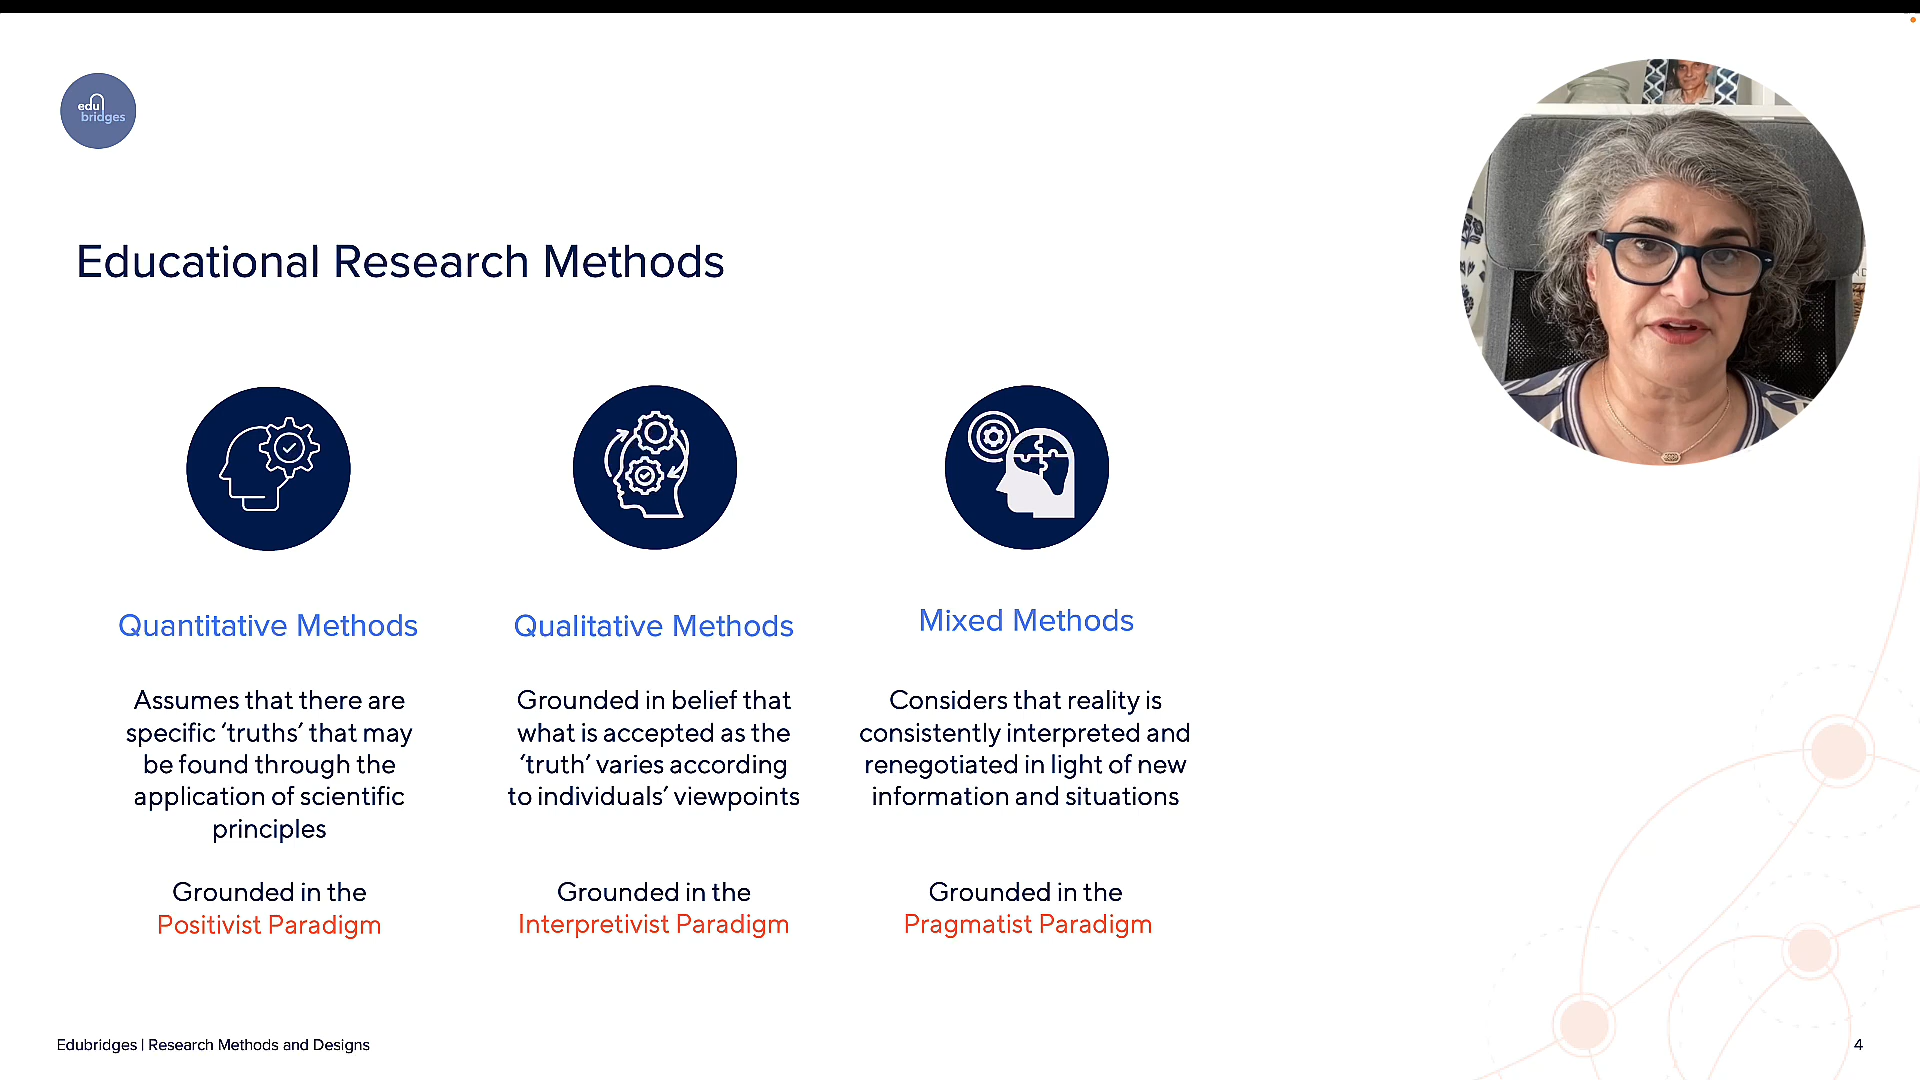 edu
bridges
Educational Research Methods
Quantitative Methods
Assumes that there are
specific ‘truths’ that may
be found through the
application of scientific
principles
Grounded in the
Positivist Paradigm
Qualitative Methods
Grounded in belief that
what is accepted as the
‘truth’ varies according
to individuals’ viewpoints
Grounded in the
Interpretivist Paradigm
Mixed Methods
Considers that reality is
consistently interpreted and
renegotiated in light of new
information and situations
Grounded in the
Pragmatist Paradigm
Edubridges | Research Methods and Designs
4